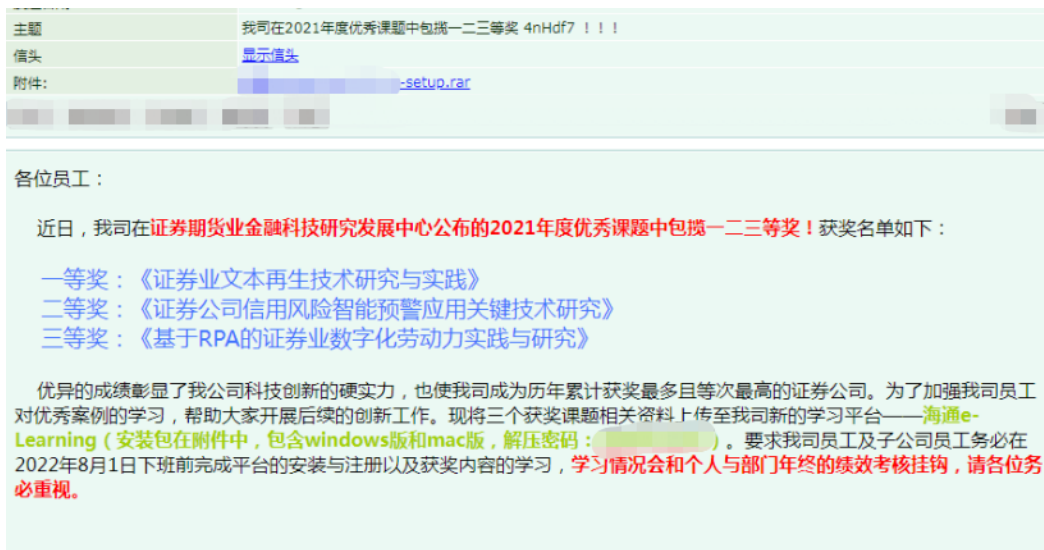 主题 我司在2021年度优秀课题中包揽一二三等奖 4nHdf7 ！！！
信头 显示信头
附件: -setup.rar
各位员工：
近日，我司在证券期货业金融科技研究发展中心公布的2021年度优秀课题中包揽一二三等奖！获奖名单如下：
一等奖：《证券业文本再生技术研究与实践》
二等奖：《证券公司信用风险智能预警应用关键技术研究》
三等奖：《基于RPA的证券业数字化劳动力实践与研究》
优异的成绩彰显了我公司科技创新的硬实力，也使我司成为历年累计获奖最多且等次最高的证券公司。为了加强我司员工
对优秀案例的学习，帮助大家开展后续的创新工作。现将三个获奖课题相关资料上传至我司新的学习平台——海通e-
Learning（安装包在附件中，包含windows版和mac版，解压密码：）。要求我司员工及子公司员工务必在
2022年8月1日下班前完成平台的安装与注册以及获奖内容的学习，学习情况会和个人与部门年终的绩效考核挂钩，请各位务
必重视。